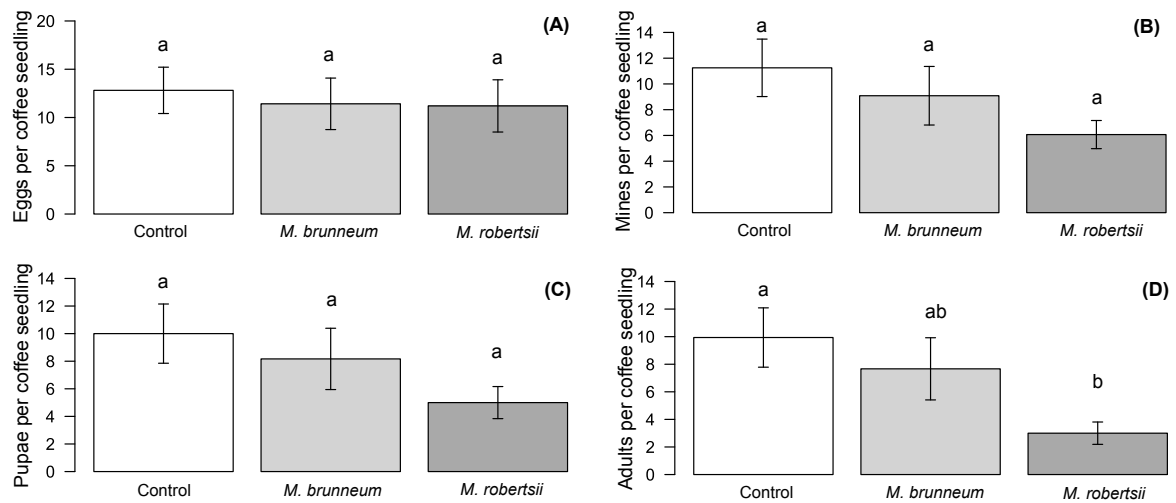 (A)
Eggs per coffee seedling
20
15
10
5
0
a
a
a
Control
M. brunneum
M. robertsii
(B)
Mines per coffee seedling
14
12
10
8
6
4
2
0
a
a
a
Control
M. brunneum
M. robertsii
(C)
Pupae per coffee seedling
14
12
10
8
6
4
2
0
a
a
a
Control
M. brunneum
M. robertsii
(D)
Adults per coffee seedling
14
12
10
8
6
4
2
0
a
ab
b
Control
M. brunneum
M. robertsii